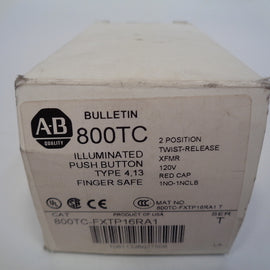 A-B
QUALITY
BULLETIN
800TC
ILLUMINATED
PUSH BUTTON
TYPE 4,13
FINGER SAFE
2 POSITION
TWIST-RELEASE
XFMR
120V
RED CAP
1NO-1NCLB
CAT
PRODUCT OF USA
MAT NO
800TC-FXTP16RA1 T
SER
800TC-FXTP16RA1
T